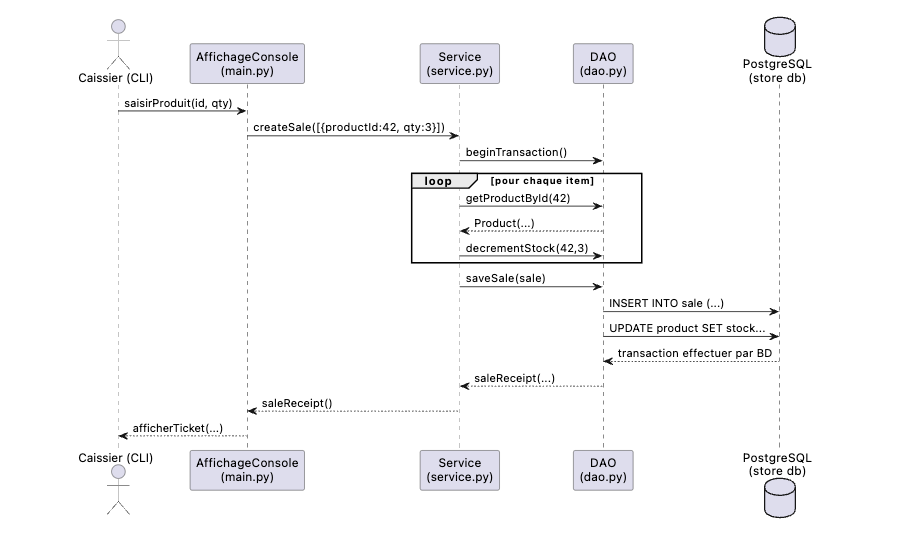 AffichageConsole
(main.py)
Service
(service.py)
DAO
(dao.py)
PostgreSQL
(store db)
Caissier (CLI)
saisirProduit(id, qty)
createSale([{productId:42, qty:3}])
beginTransaction()
loop
[pour chaque item]
getProductById(42)
Product(...)
decrementStock(42,3)
saveSale(sale)
INSERT INTO sale (...)
UPDATE product SET stock...
transaction effectuer par BD
saleReceipt(...)
saleReceipt()
afficherTicket(...)
Caissier (CLI)
AffichageConsole
(main.py)
Service
(service.py)
DAO
(dao.py)
PostgreSQL
(store db)